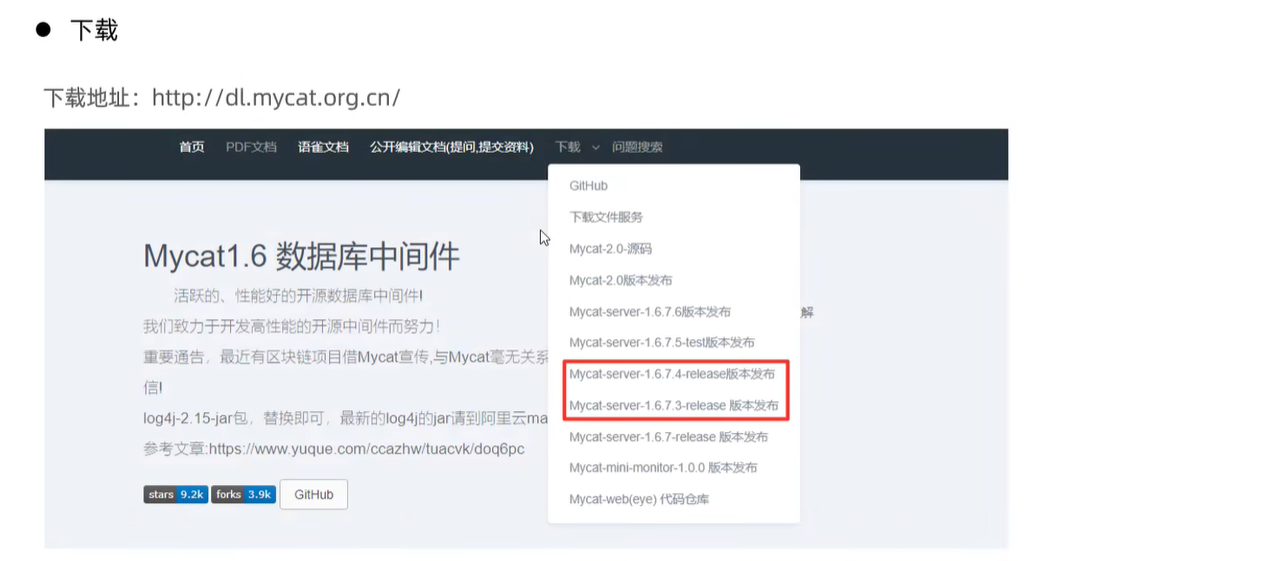 下载
下载地址：http://dl.mycat.org.cn/
首页 PDF文档 语雀文档 公开编辑文档(提问,提交资料) 下载 问题搜索
GitHub
下载文件服务
Mycat-2.0-源码
Mycat-2.0版本发布
Mycat-server-1.6.7.6版本发布
Mycat-server-1.6.7.5-test版本发布
Mycat-server-1.6.7.4-release版本发布
Mycat-server-1.6.7.3-release 版本发布
Mycat-server-1.6.7-release 版本发布
Mycat-mini-monitor-1.0.0 版本发布
Mycat-web(eye) 代码仓库
Mycat1.6 数据库中间件
活跃的、性能好的开源数据库中间件!
我们致力于开发高性能的开源中间件而努力!
重要通告，最近有区块链项目借Mycat宣传,与Mycat毫无关系 解
信!
log4j-2.15-jar包，替换即可，最新的log4j的jar请到阿里云ma
参考文章:https://www.yuque.com/ccazhw/tuacvk/doq6pc
stars 9.2k forks 3.9k GitHub